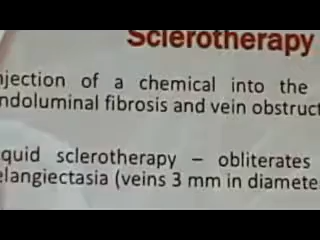 Sclerotherapy
njection of a chemical into the
ndoluminal fibrosis and vein obstruct
quid sclerotherapy – obliterates
elangiectasia (veins 3 mm in diamete